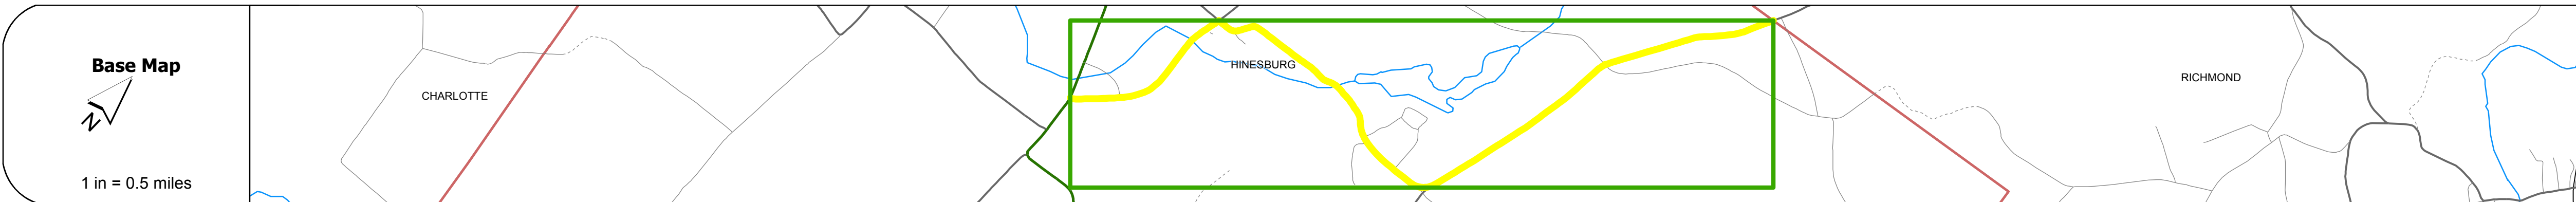 Base Map
N
1 in = 0.5 miles
CHARLOTTE
HINESBURG
RICHMOND